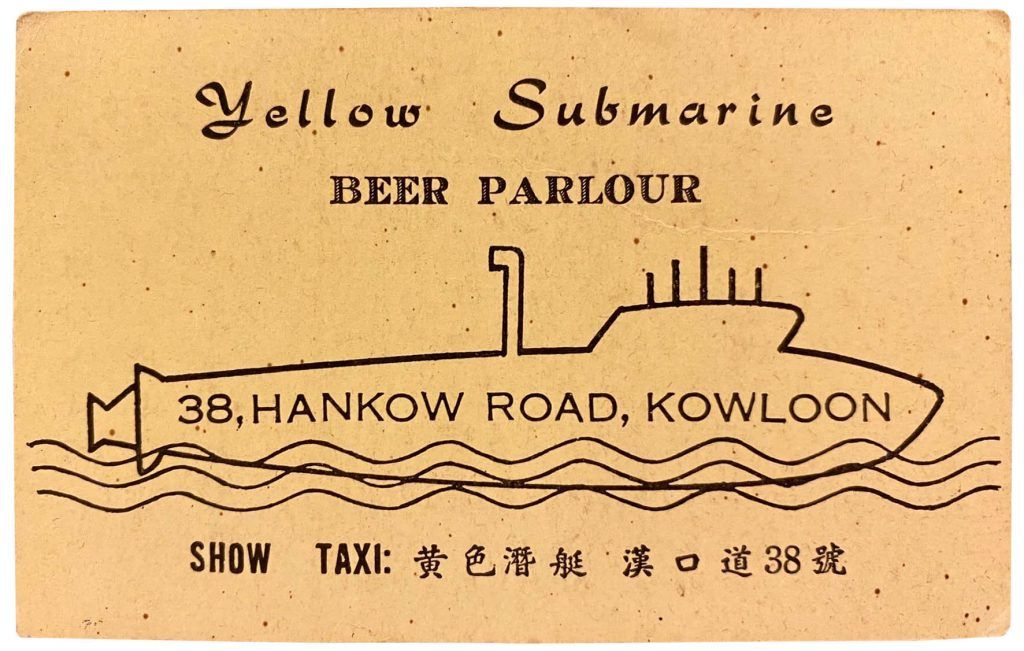 Yellow Submarine
BEER PARLOUR
38, HANKOW ROAD, KOWLOON
SHOW TAXI: 黄色潛艇 漢口道38號